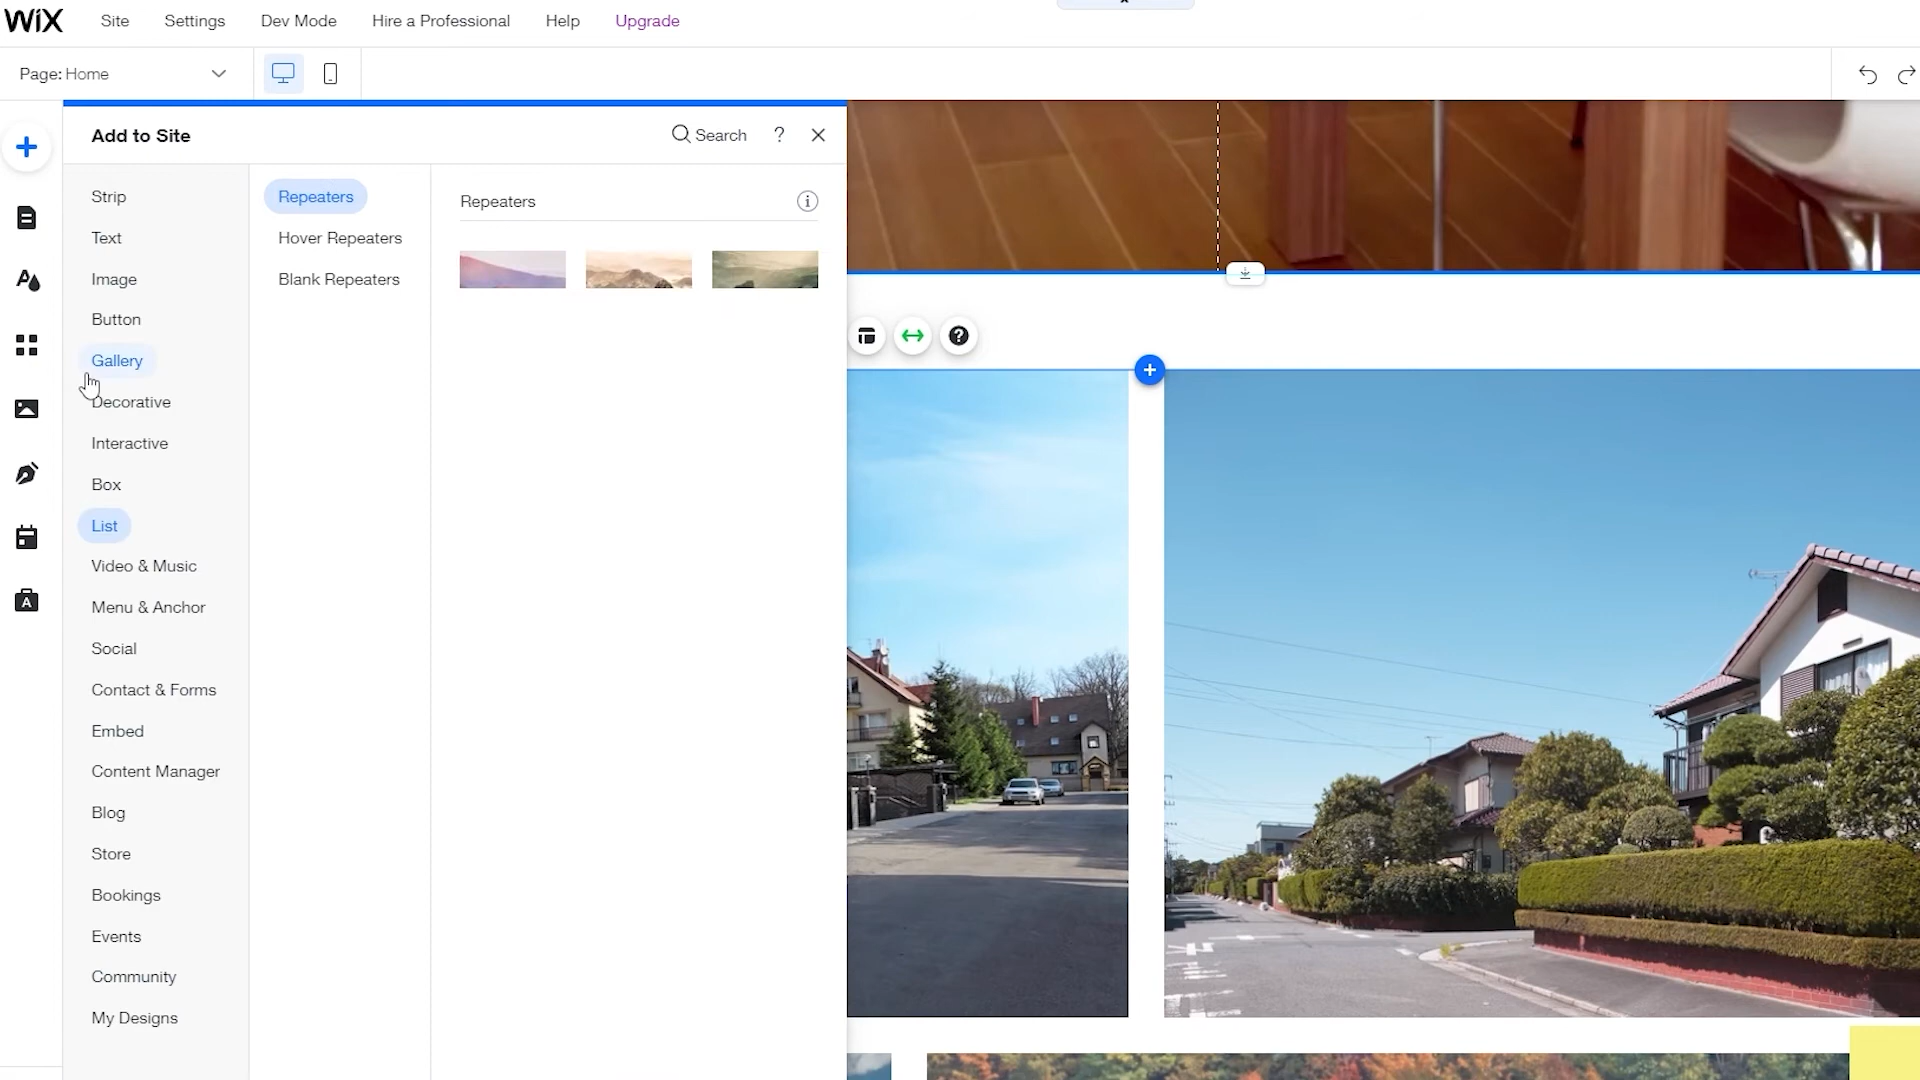 WiX
Site
Settings
Dev Mode
Hire a Professional
Help
Upgrade
Page: Home
Add to Site
Search
?
Strip
Text
Image
Button
Gallery
Decorative
Interactive
Box
List
Video & Music
Menu & Anchor
Social
Contact & Forms
Embed
Content Manager
Blog
Store
Bookings
Events
Community
My Designs
Repeaters
Hover Repeaters
Blank Repeaters
Repeaters